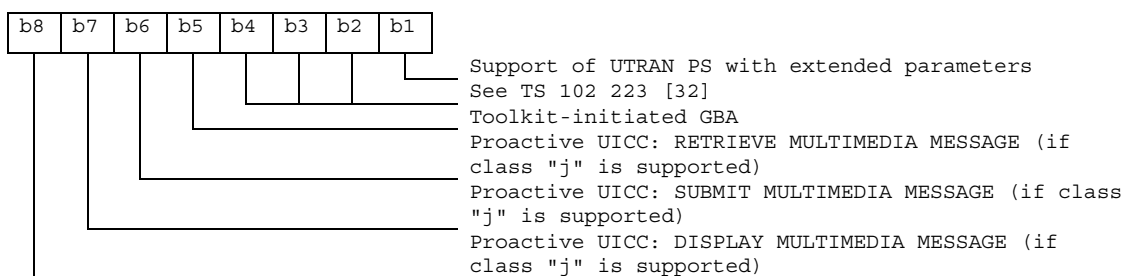 b8 b7 b6 b5 b4 b3 b2 b1
Support of UTRAN PS with extended parameters
See TS 102 223 [32]
Toolkit-initiated GBA
Proactive UICC: RETRIEVE MULTIMEDIA MESSAGE (if
class "j" is supported)
Proactive UICC: SUBMIT MULTIMEDIA MESSAGE (if class
"j" is supported)
Proactive UICC: DISPLAY MULTIMEDIA MESSAGE (if
class "j" is supported)